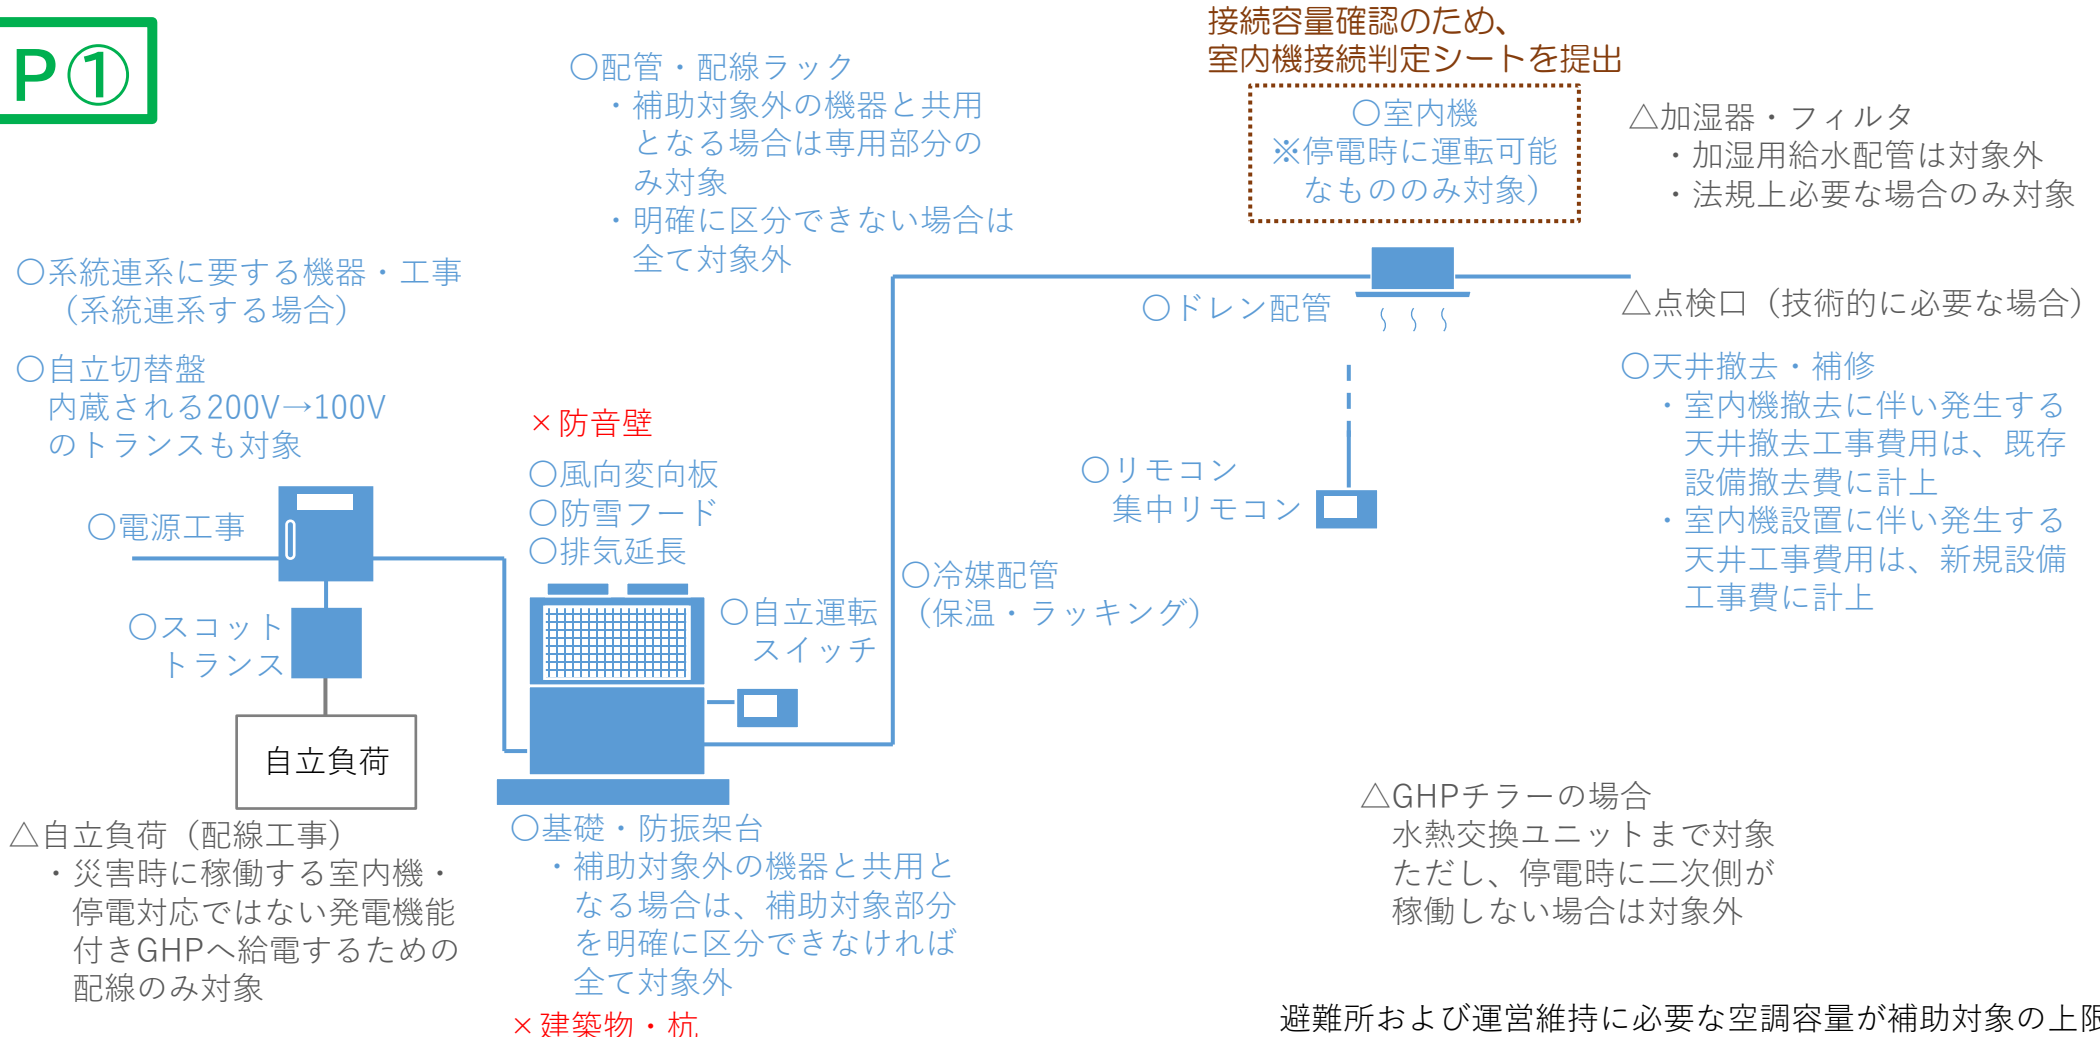 P①
接続容量確認のため、
室内機接続判定シートを提出
〇配管・配線ラック
・補助対象外の機器と共用
となる場合は専用部分の
み対象
・明確に区分できない場合は
全て対象外
〇室内機
※停電時に運転可能
なもののみ対象）
△加湿器・フィルタ
・加湿用給水配管は対象外
・法規上必要な場合のみ対象
〇系統連系に要する機器・工事
（系統連系する場合）
〇ドレン配管
△点検口（技術的に必要な場合）
〇自立切替盤
内蔵される200V→100V
のトランスも対象
〇天井撤去・補修
・室内機撤去に伴い発生する
天井撤去工事費用は、既存
設備撤去費に計上
・室内機設置に伴い発生する
天井工事費用は、新規設備
工事費に計上
×防音壁
〇風向変向板
〇防雪フード
〇排気延長
〇リモコン
集中リモコン
〇電源工事
〇冷媒配管
（保温・ラッキング）
〇自立運転
スイッチ
〇スコット
トランス
自立負荷
△自立負荷（配線工事）
・災害時に稼働する室内機・
停電対応ではない発電機能
付きGHPへ給電するための
配線のみ対象
〇基礎・防振架台
・補助対象外の機器と共用と
なる場合は、補助対象部分
を明確に区分できなければ
全て対象外
×建築物・杭
△GHPチラーの場合
水熱交換ユニットまで対象
ただし、停電時に二次側が
稼働しない場合は対象外
避難所および運営維持に必要な空調容量が補助対象の上限